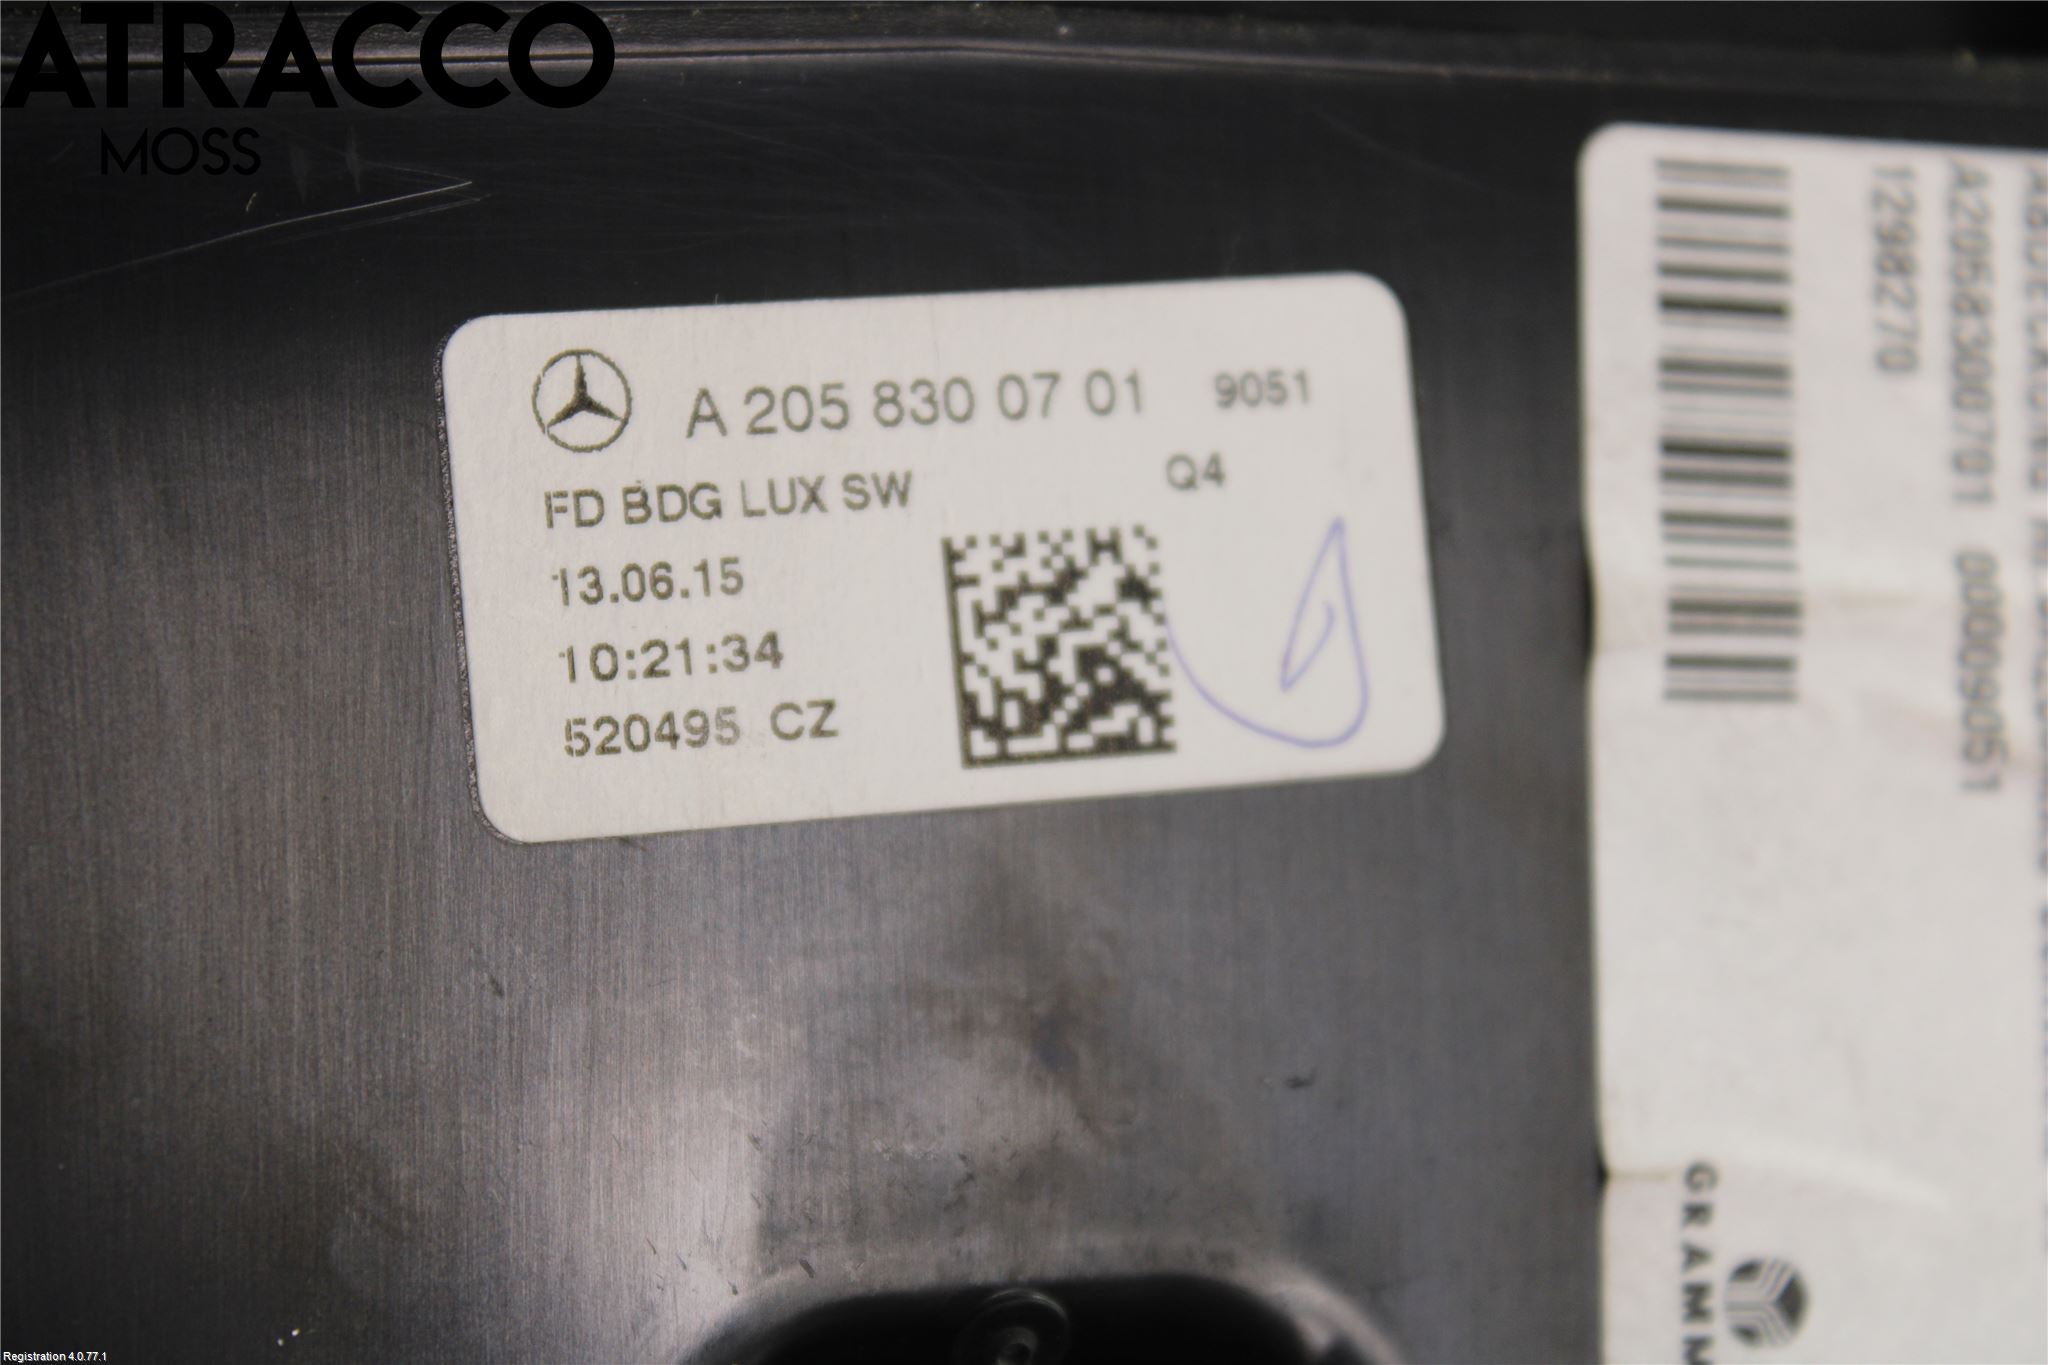 ATRACCO
MOSS
A 205 830 07 01 9051
FD BDG LUX SW Q4
13.06.15
10:21:34
520495 CZ
A2058300701 00009051
1298270
GRAMM
Registration 4.0.77.1